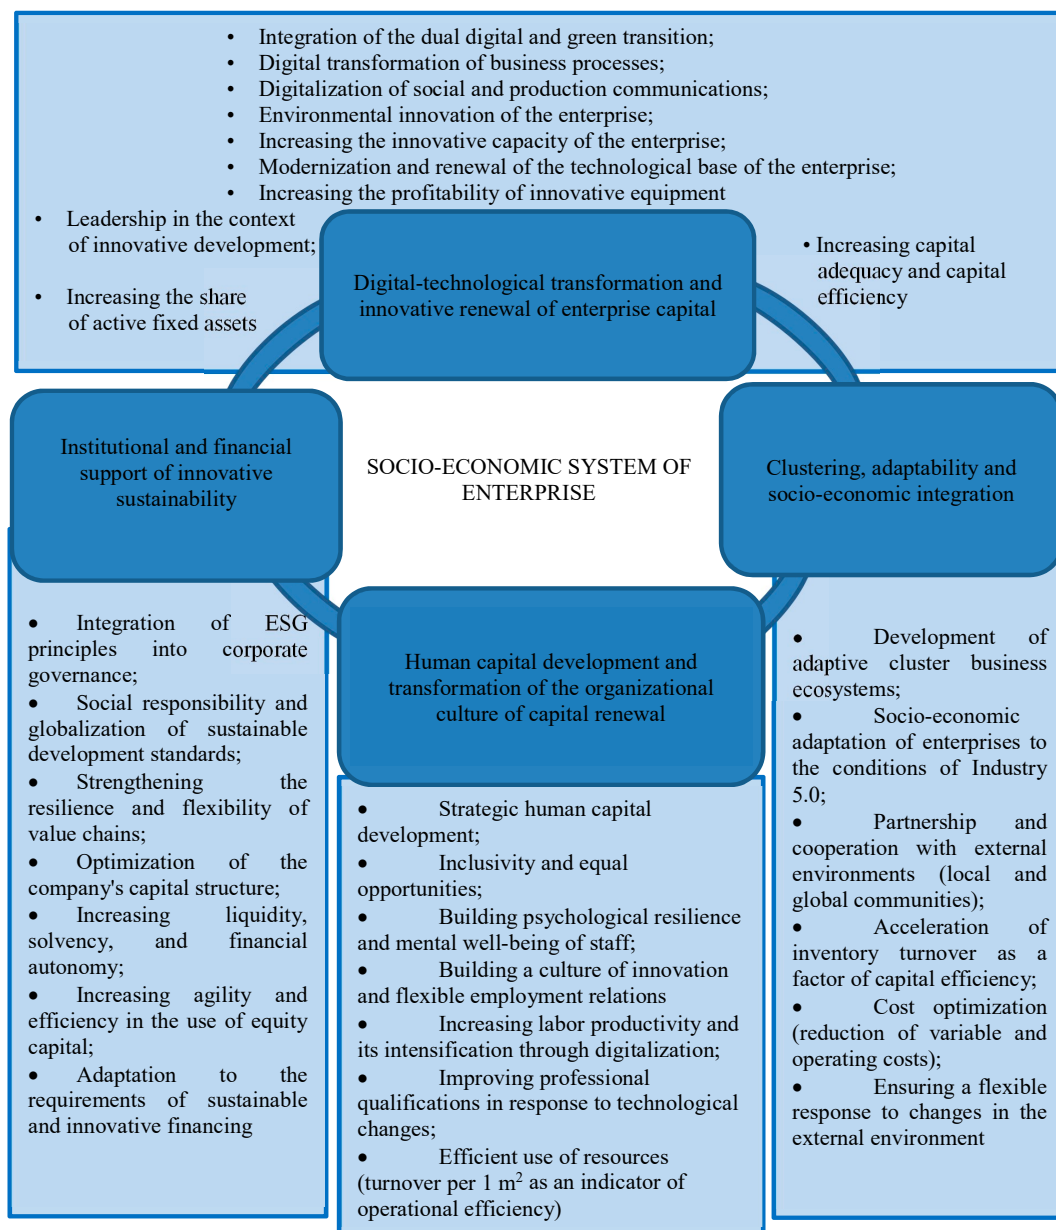 • Integration of the dual digital and green transition;
• Digital transformation of business processes;
• Digitalization of social and production communications;
• Environmental innovation of the enterprise;
• Increasing the innovative capacity of the enterprise;
• Modernization and renewal of the technological base of the enterprise;
• Increasing the profitability of innovative equipment
• Leadership in the context
of innovative development;
• Increasing the share
of active fixed assets
• Increasing capital
adequacy and capital
efficiency
Digital-technological transformation and
innovative renewal of enterprise capital
Institutional and financial
support of innovative
sustainability
SOCIO-ECONOMIC SYSTEM OF
ENTERPRISE
Clustering, adaptability and
socio-economic integration
Human capital development and
transformation of the organizational
culture of capital renewal
• Integration of ESG
principles into corporate
governance;
• Social responsibility and
globalization of sustainable
development standards;
• Strengthening the
resilience and flexibility of
value chains;
• Optimization of the
company's capital structure;
• Increasing liquidity,
solvency, and financial
autonomy;
• Increasing agility and
efficiency in the use of equity
capital;
• Adaptation to the
requirements of sustainable
and innovative financing
• Strategic human capital
development;
• Inclusivity and equal
opportunities;
• Building psychological resilience
and mental well-being of staff;
• Building a culture of innovation
and flexible employment relations
• Increasing labor productivity and
its intensification through digitalization;
• Improving professional
qualifications in response to technological
changes;
• Efficient use of resources
(turnover per 1 m² as an indicator of
operational efficiency)
• Development of
adaptive cluster business
ecosystems;
• Socio-economic
adaptation of enterprises to
the conditions of Industry
5.0;
• Partnership and
cooperation with external
environments (local and
global communities);
• Acceleration of
inventory turnover as a
factor of capital efficiency;
• Cost optimization
(reduction of variable and
operating costs);
• Ensuring a flexible
response to changes in the
external environment